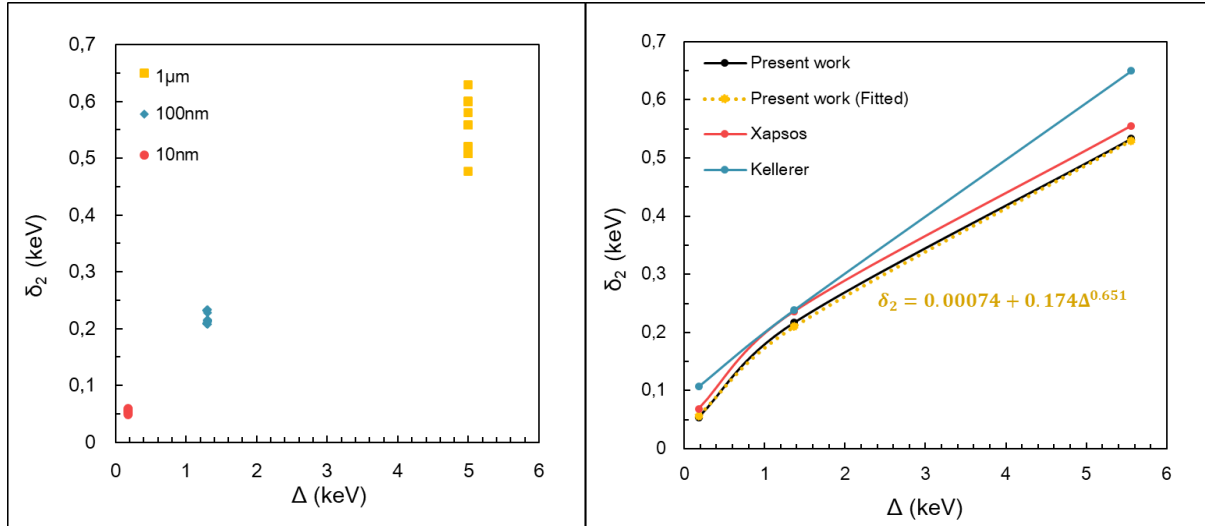 0,7
0,6
0,5
0,4
0,3
0,2
0,1
0
δ₂ (keV)
1µm
100nm
10nm
0 1 2 3 4 5 6
Δ (keV)
0,7
0,6
0,5
0,4
0,3
0,2
0,1
0
δ₂ (keV)
Present work
Present work (Fitted)
Xapsos
Kellerer
δ₂ = 0.00074 + 0.174Δ^0.651
0 1 2 3 4 5 6
Δ (keV)